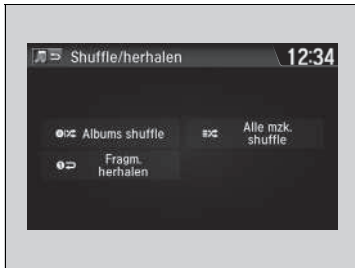 Shuffle/herhalen 12:34
Albums shuffle
Alle mzk.
shuffle
Fragm.
herhalen